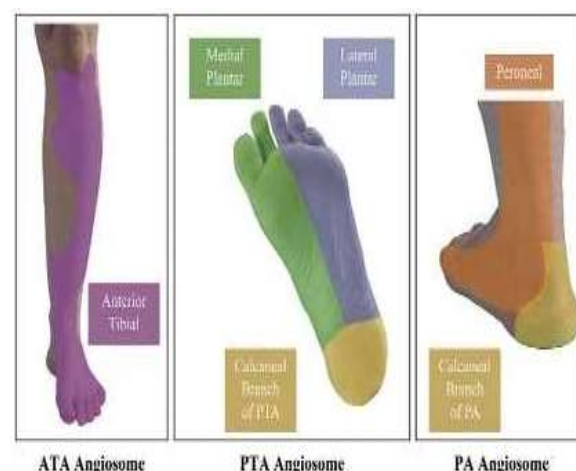 Medial
Plantar
Lateral
Plantar
Peroneal
Anterior
Tibial
Calcaneal
Branch
of PTA
Calcaneal
Branch
of PA
ATA Angiosome
PTA Angiosome
PA Angiosome